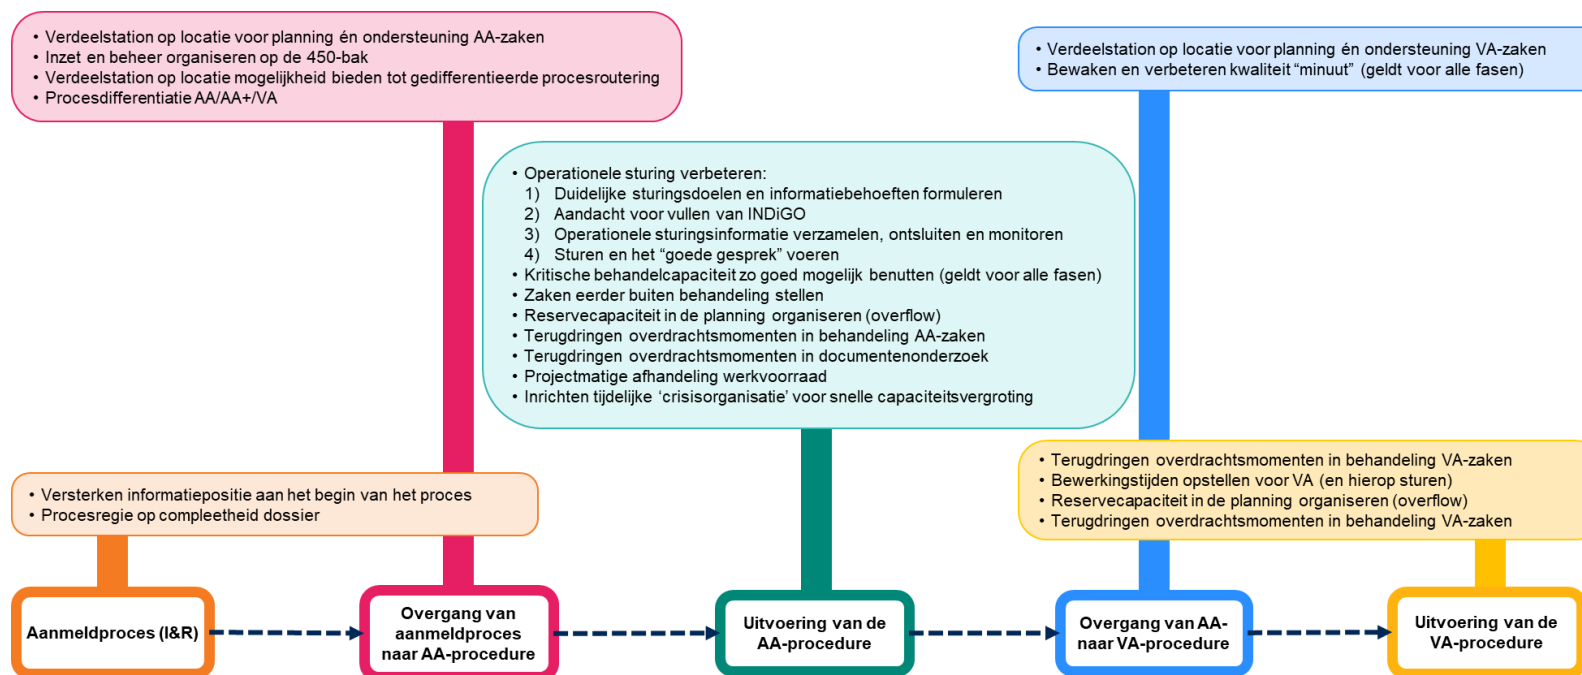 • Verdeelstation op locatie voor planning én ondersteuning AA-zaken
• Inzet en beheer organiseren op de 450-bak
• Verdeelstation op locatie mogelijkheid bieden tot gedifferentieerde procesroutering
• Procesdifferentiatie AA/AA+/VA
• Verdeelstation op locatie voor planning én ondersteuning VA-zaken
• Bewaken en verbeteren kwaliteit “minuut” (geldt voor alle fasen)
• Operationele sturing verbeteren:
1) Duidelijke sturingsdoelen en informatiebehoeften formuleren
2) Aandacht voor vullen van INDiGO
3) Operationele sturingsinformatie verzamelen, ontsluiten en monitoren
4) Sturen en het “goede gesprek” voeren
• Kritische behandelcapaciteit zo goed mogelijk benutten (geldt voor alle fasen)
• Zaken eerder buiten behandeling stellen
• Reservecapaciteit in de planning organiseren (overflow)
• Terugdringen overdrachtsmomenten in behandeling AA-zaken
• Terugdringen overdrachtsmomenten in documentenonderzoek
• Projectmatige afhandeling werkvoorraad
• Inrichten tijdelijke ‘crisisorganisatie’ voor snelle capaciteitsvergroting
• Versterken informatiepositie aan het begin van het proces
• Procesregie op compleetheid dossier
• Terugdringen overdrachtsmomenten in behandeling VA-zaken
• Bewerkingstijden opstellen voor VA (en hierop sturen)
• Reservecapaciteit in de planning organiseren (overflow)
• Terugdringen overdrachtsmomenten in behandeling VA-zaken
Aanmeldproces (I&R)
Overgang van
aanmeldproces
naar AA-procedure
Uitvoering van de
AA-procedure
Overgang van AA-
naar VA-procedure
Uitvoering van de
VA-procedure